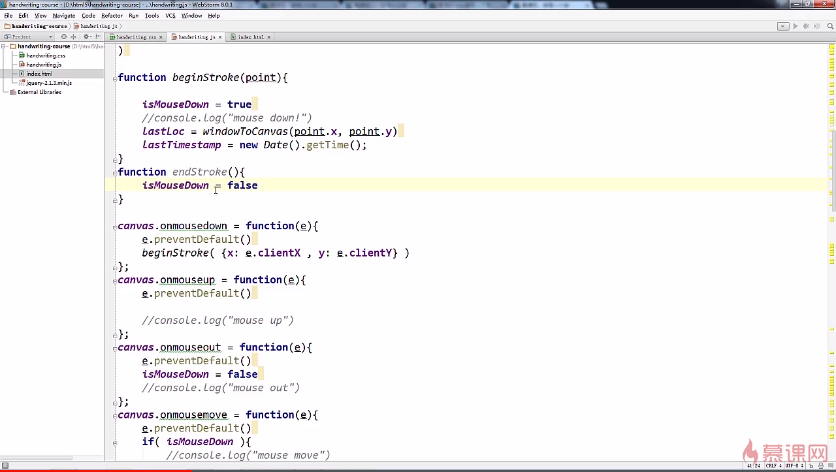 handwriting-course - [D:\html5\handwriting-course] - ...\handwriting.js - WebStorm 8.0.1
File Edit View Navigate Code Refactor Run Tools VCS Window Help
handwriting-course handwriting.js
Project
handwriting.css handwriting.js index.html
handwriting-course
handwriting.css
handwriting.js
index.html
jquery-2.1.3.min.js
External Libraries
)
function beginStroke(point){
isMouseDown = true
//console.log("mouse down!")
lastLoc = windowToCanvas(point.x, point.y)
lastTimestamp = new Date().getTime();
}
function endStroke(){
isMouseDown = false
}
canvas.onmousedown = function(e){
e.preventDefault()
beginStroke( {x: e.clientX , y: e.clientY} )
};
canvas.onmouseup = function(e){
e.preventDefault()
//console.log("mouse up")
};
canvas.onmouseout = function(e){
e.preventDefault()
isMouseDown = false
//console.log("mouse out")
};
canvas.onmousemove = function(e){
e.preventDefault()
if( isMouseDown ){
//console.log("mouse move")
慕课网